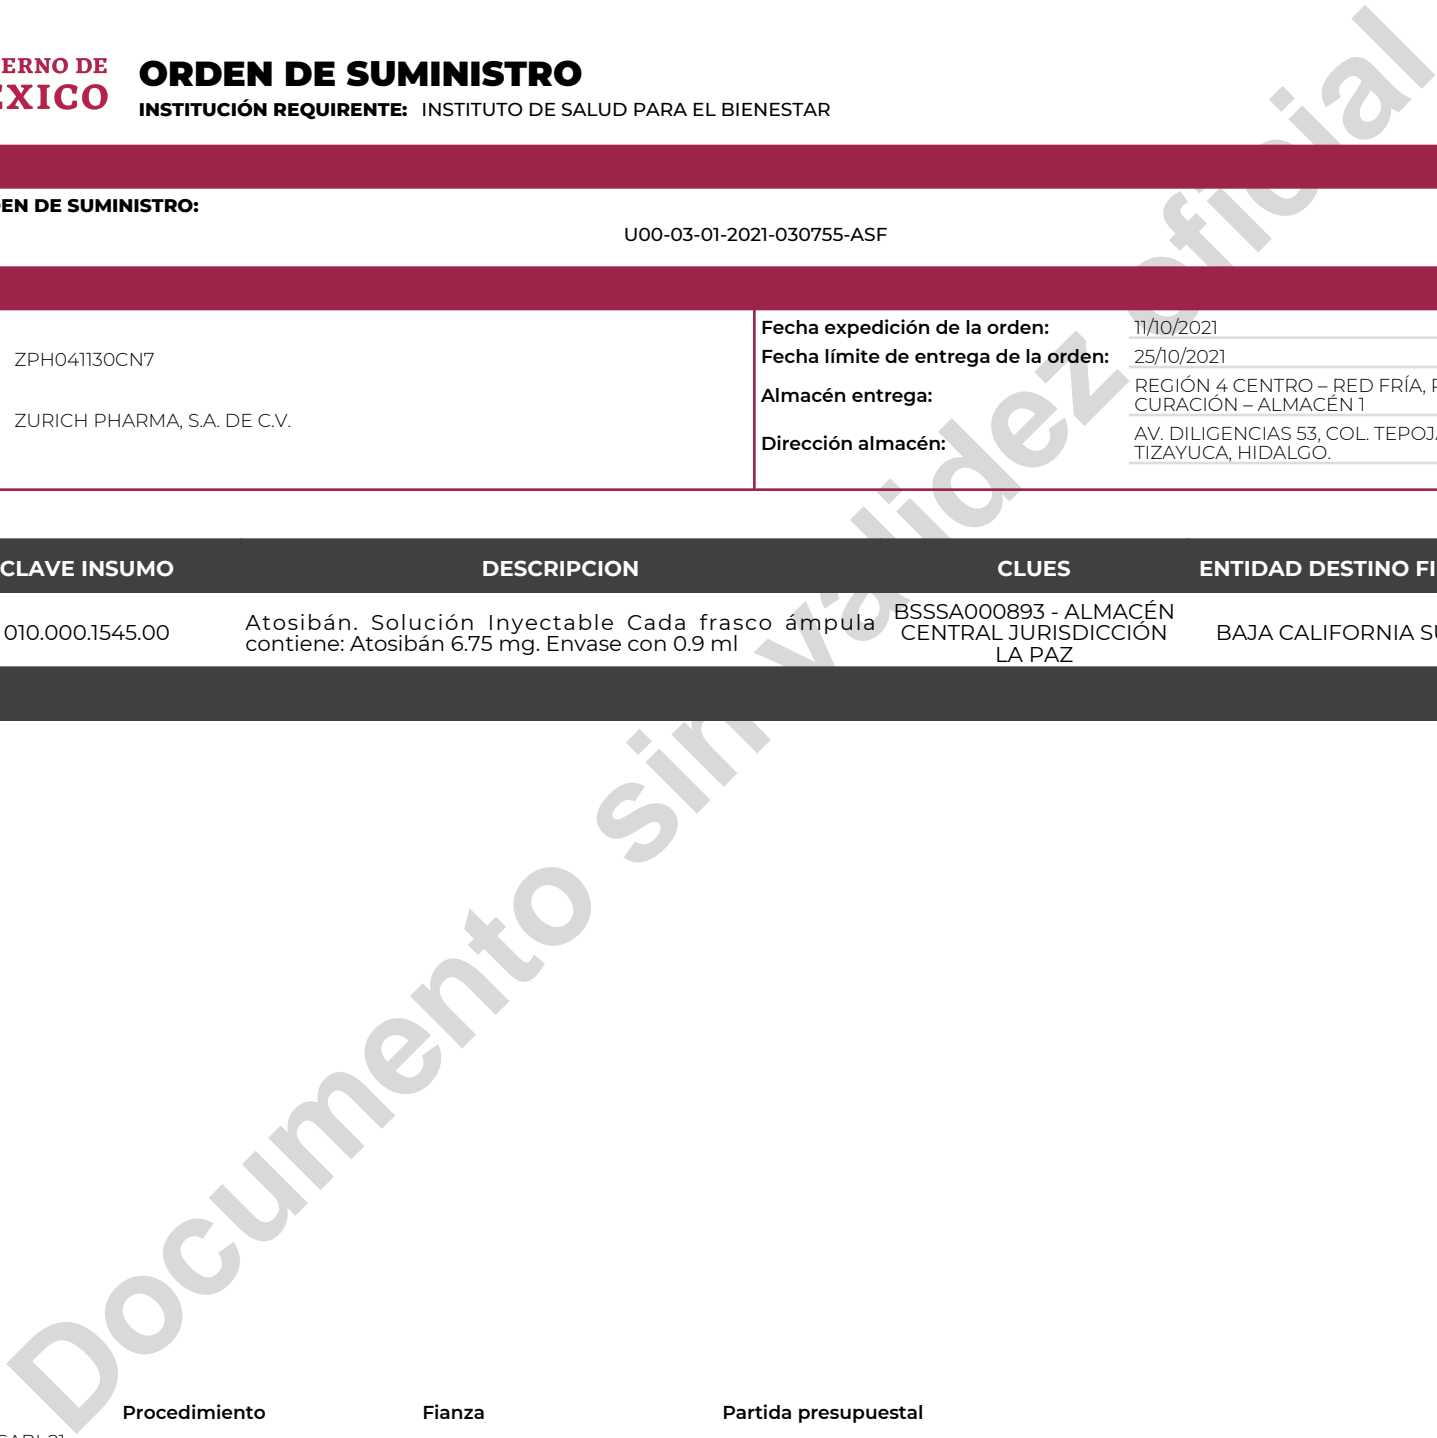 ERNO DE
ORDEN DE SUMINISTRO
INSTITUCIÓN REQUIRENTE: INSTITUTO DE SALUD PARA EL BIENESTAR
EN DE SUMINISTRO:
U00-03-01-2021-030755-ASF
ZPH041130CN7
ZURICH PHARMA, S.A. DE C.V.
Fecha expedición de la orden: 11/10/2021
Fecha límite de entrega de la orden: 25/10/2021
Almacén entrega: REGIÓN 4 CENTRO – RED FRÍA,
CURACIÓN – ALMACÉN 1
Dirección almacén: AV. DILIGENCIAS 53, COL. TEPOJ
TIZAYUCA, HIDALGO.
CLAVE INSUMO DESCRIPCION CLUES ENTIDAD DESTINO FI
010.000.1545.00
Atosibán. Solución Inyectable Cada frasco ámpula
contiene: Atosibán 6.75 mg. Envase con 0.9 ml
BSSSA000893 - ALMACÉN
CENTRAL JURISDICCIÓN
LA PAZ
BAJA CALIFORNIA S
Documento sin validez oficial
Procedimiento Fianza Partida presupuestal